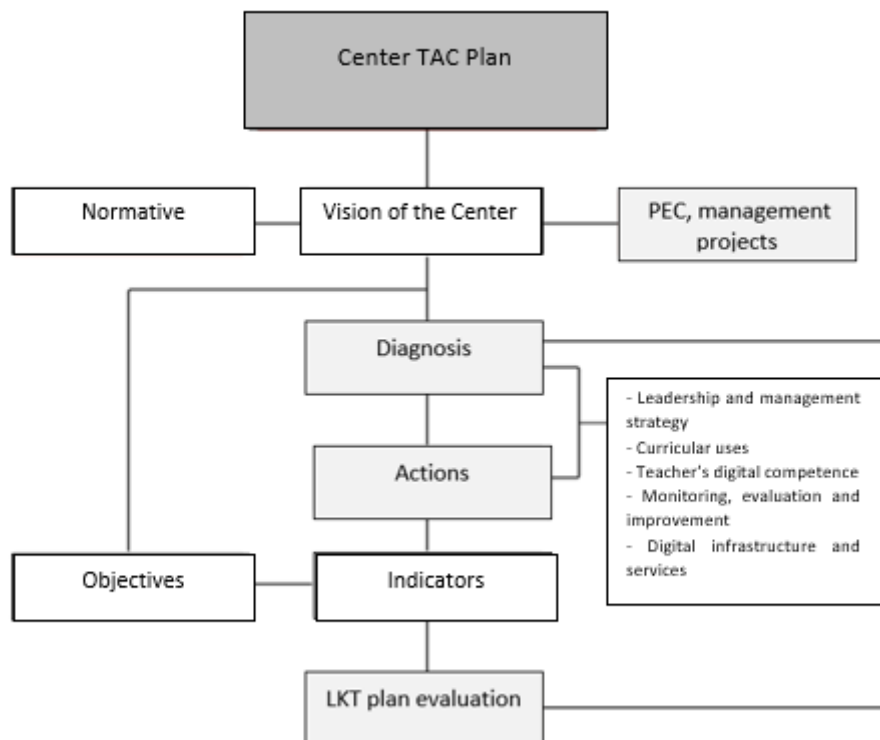 Center TAC Plan
Normative
Vision of the Center
PEC, management
projects
Diagnosis
- Leadership and management
strategy
- Curricular uses
- Teacher's digital competence
- Monitoring, evaluation and
improvement
- Digital infrastructure and
services
Actions
Objectives
Indicators
LKT plan evaluation